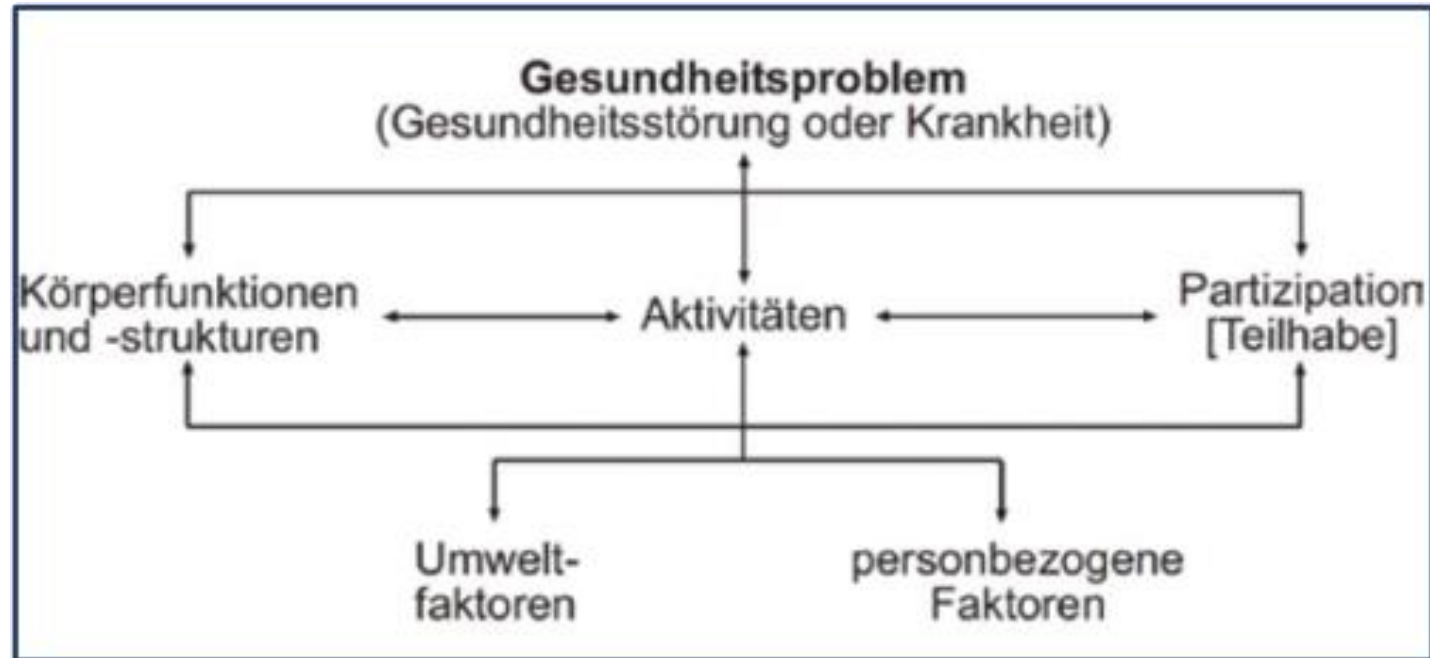 Gesundheitsproblem
(Gesundheitsstörung oder Krankheit)
Körperfunktionen
und -strukturen
Aktivitäten
Partizipation
[Teilhabe]
Umwelt-
faktoren
personbezogene
Faktoren